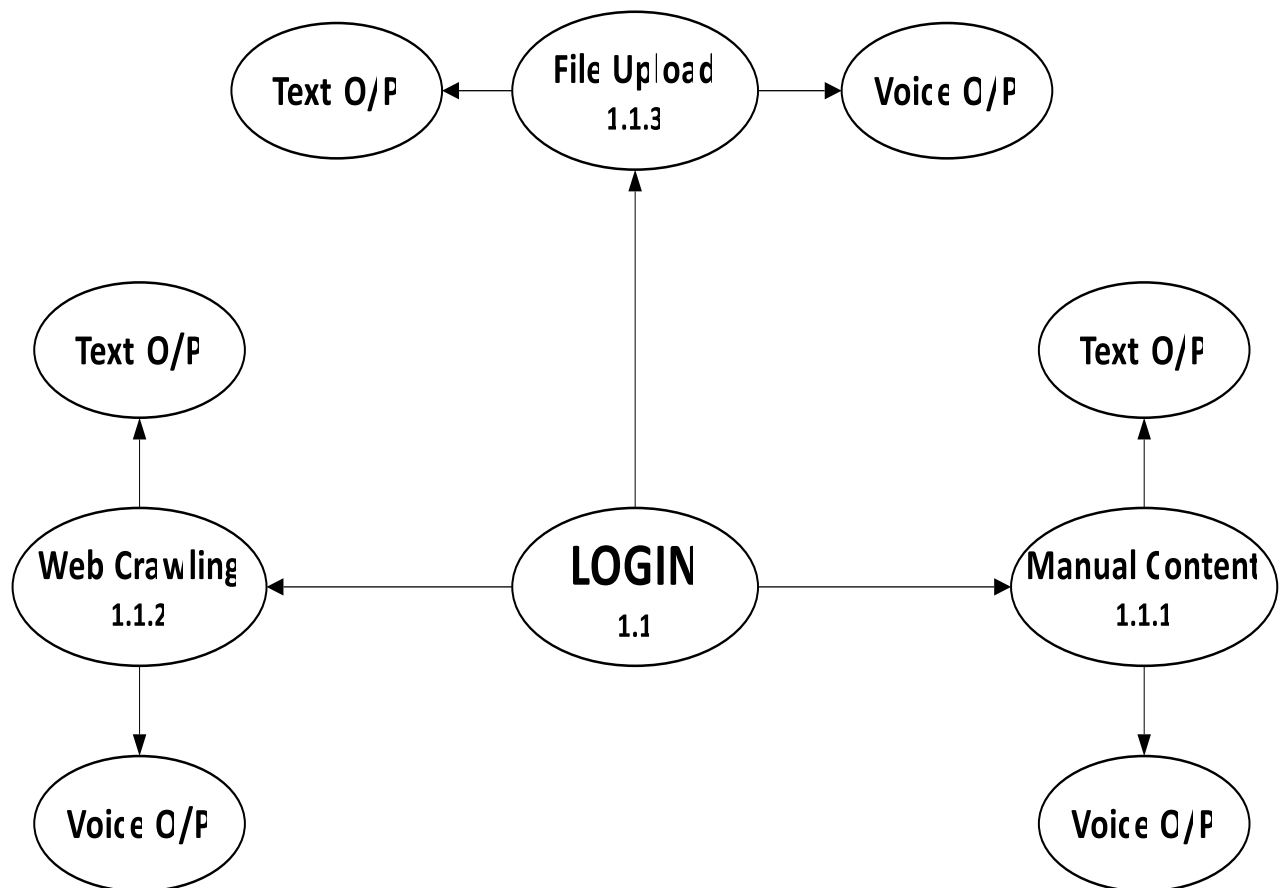 Text O/P
File Upload
1.1.3
Voice O/P
Text O/P
Text O/P
Web Crawling
1.1.2
LOGIN
1.1
Manual Content
1.1.1
Voice O/P
Voice O/P